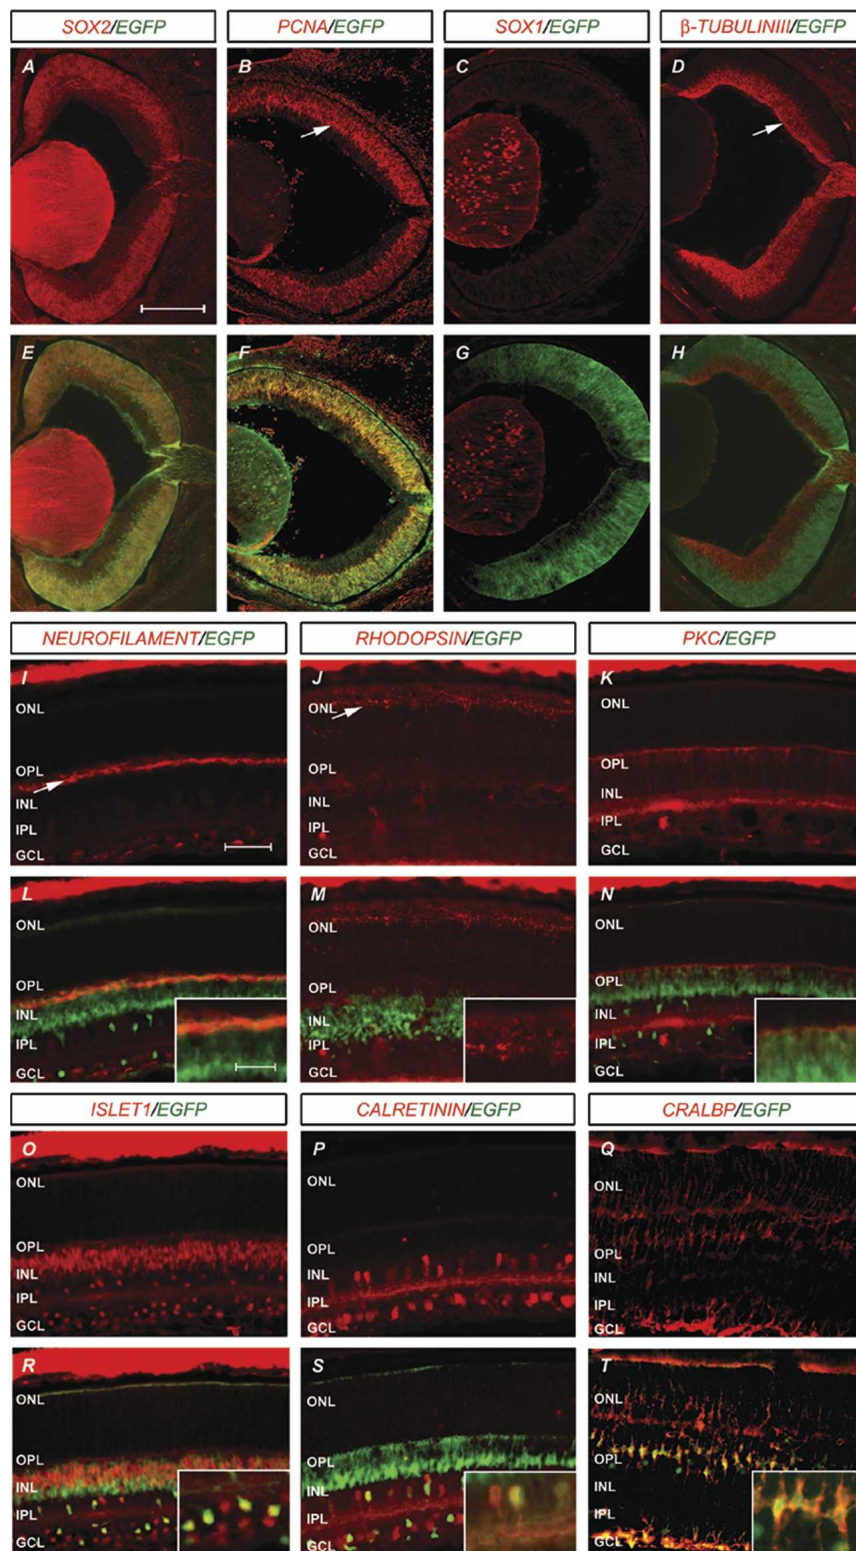 SOX2/EGFP PCNA/EGFP SOX1/EGFP β-TUBULINIII/EGFP
A B C D
E F G H
NEUROFILAMENT/EGFP RHODOPSIN/EGFP PKC/EGFP
I J K
ONL ONL ONL
OPL OPL OPL
INL INL INL
IPL IPL IPL
GCL GCL GCL
L M N
ONL ONL ONL
OPL OPL OPL
INL INL INL
IPL IPL IPL
GCL GCL GCL
ISLET1/EGFP CALRETININ/EGFP CRALBP/EGFP
O P Q
ONL ONL ONL
OPL OPL OPL
INL INL INL
IPL IPL IPL
GCL GCL GCL
R S T
ONL ONL ONL
OPL OPL OPL
INL INL INL
IPL IPL IPL
GCL GCL GCL